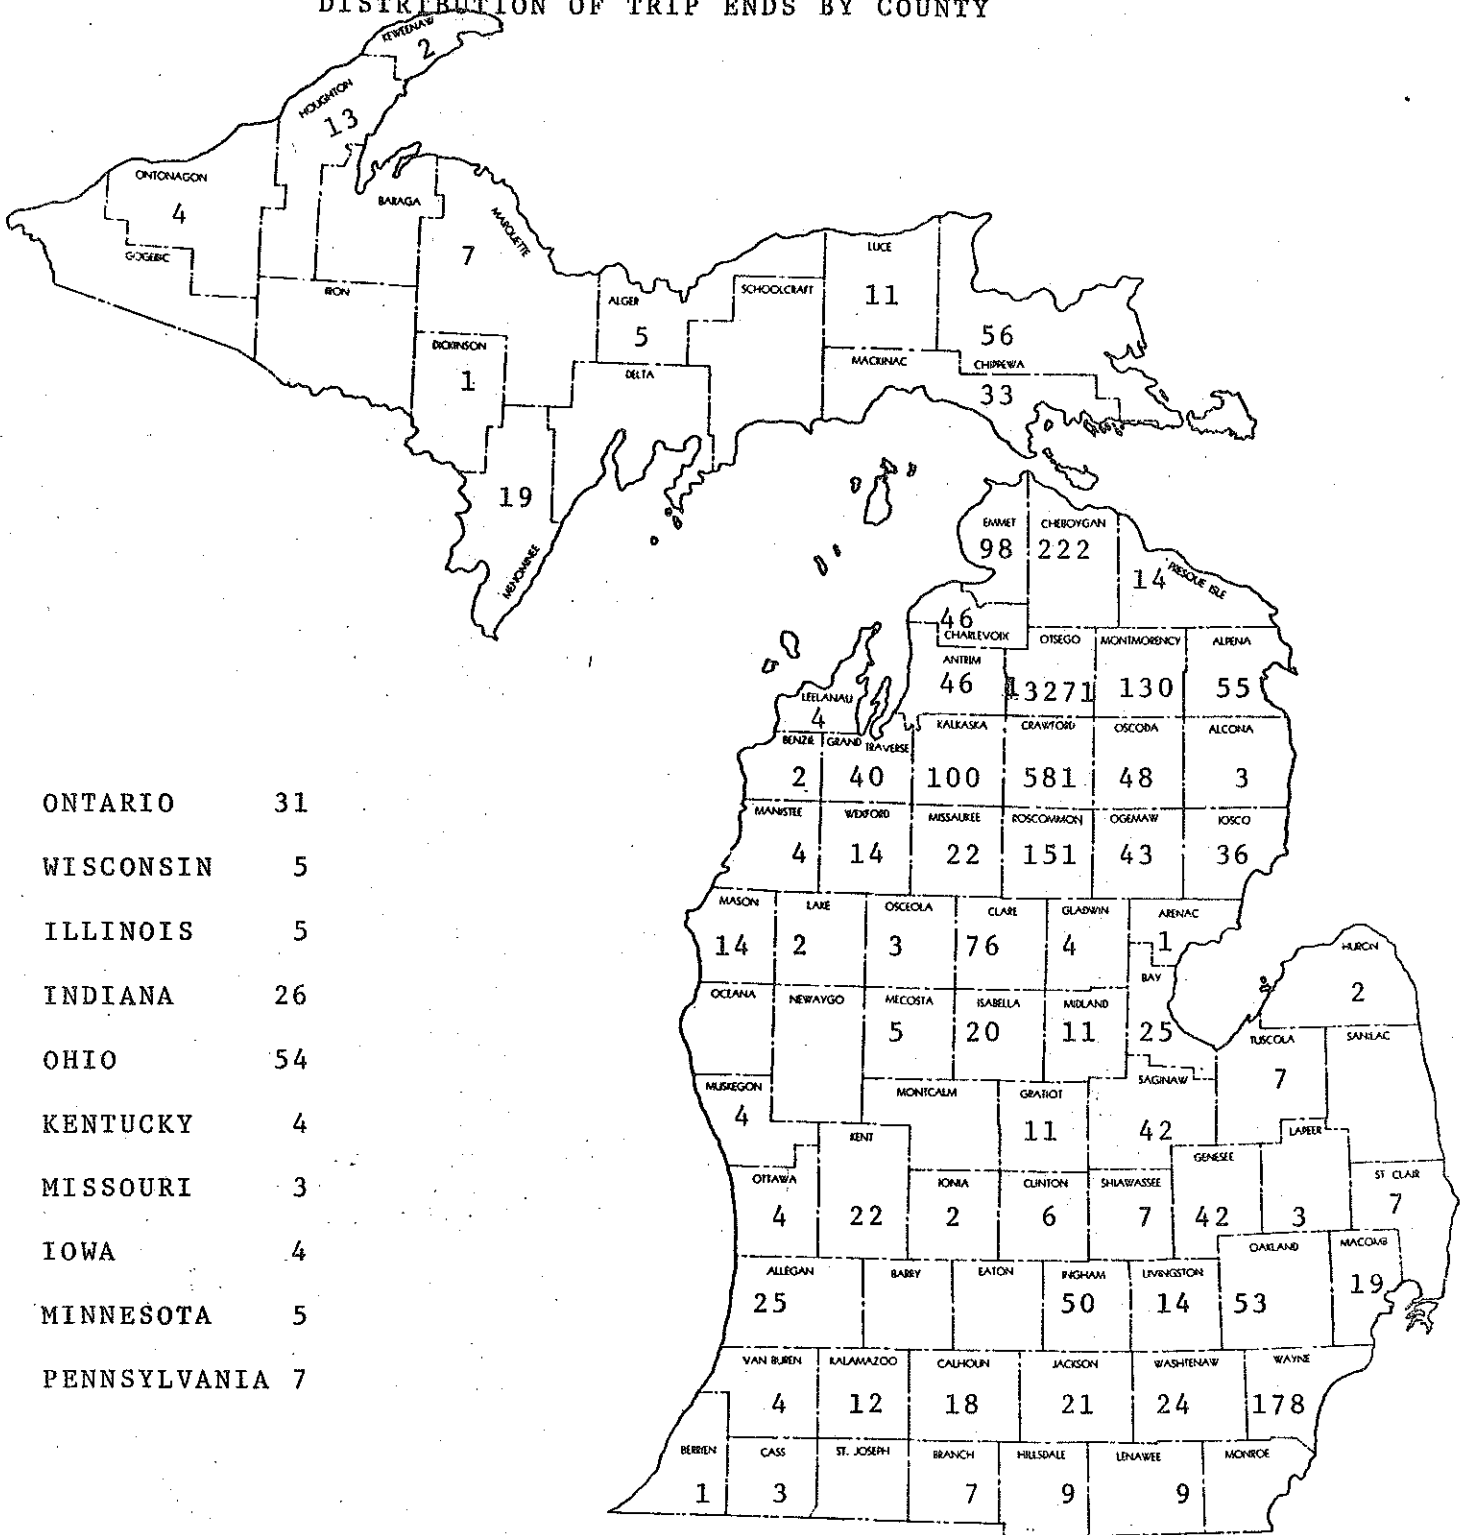 DISTRIBUTION OF TRIP ENDS BY COUNTY
KEWEENAW
2
HOUGHTON
13
ONTONAGON
4
BARAGA
MARQUETTE
7
GOGEBIC
IRON
LUCE
11
SCHOOLCRAFT
ALGER
5
56
DICKINSON
1
DELTA
MACKINAC
CHIPPEWA
33
19
MENOMINEE
EMMET
98
CHEBOYGAN
222
14
PRESQUE ISLE
46
CHARLEVOIX
OTSEGO
MONTMORENCY
ALPENA
ANTRIM
46
13271
130
55
LEELANAU
4
BENZIE
GRAND TRAVERSE
KALKASKA
CRAWFORD
OSCODA
ALCONA
2
40
100
581
48
3
MANISTEE
WEXFORD
MISSAUKEE
ROSCOMMON
OGEMAW
IOSCO
4
14
22
151
43
36
MASON
LAKE
OSCEOLA
CLARE
GLADWIN
ARENAC
14
2
3
76
4
1
BAY
HURON
2
OCEANA
NEWAYGO
MECOSTA
ISABELLA
MIDLAND
5
20
11
25
TUSCOLA
SANILAC
7
MUSKEGON
4
MONTCALM
GRATIOT
11
SAGINAW
42
KENT
LAPEER
GENESEE
OTTAWA
IONIA
CLINTON
SHIAWASSEE
ST CLAIR
7
4
22
2
6
7
42
3
OAKLAND
MACOMB
ALLEGAN
BARRY
EATON
INGHAM
LIVINGSTON
25
50
14
53
19
VAN BUREN
KALAMAZOO
CALHOUN
JACKSON
WASHTENAW
WAYNE
4
12
18
21
24
178
BERRIEN
CASS
ST. JOSEPH
BRANCH
HILLSDALE
LENAWEE
MONROE
1
3
7
9
9
ONTARIO 31
WISCONSIN 5
ILLINOIS 5
INDIANA 26
OHIO 54
KENTUCKY 4
MISSOURI 3
IOWA 4
MINNESOTA 5
PENNSYLVANIA 7